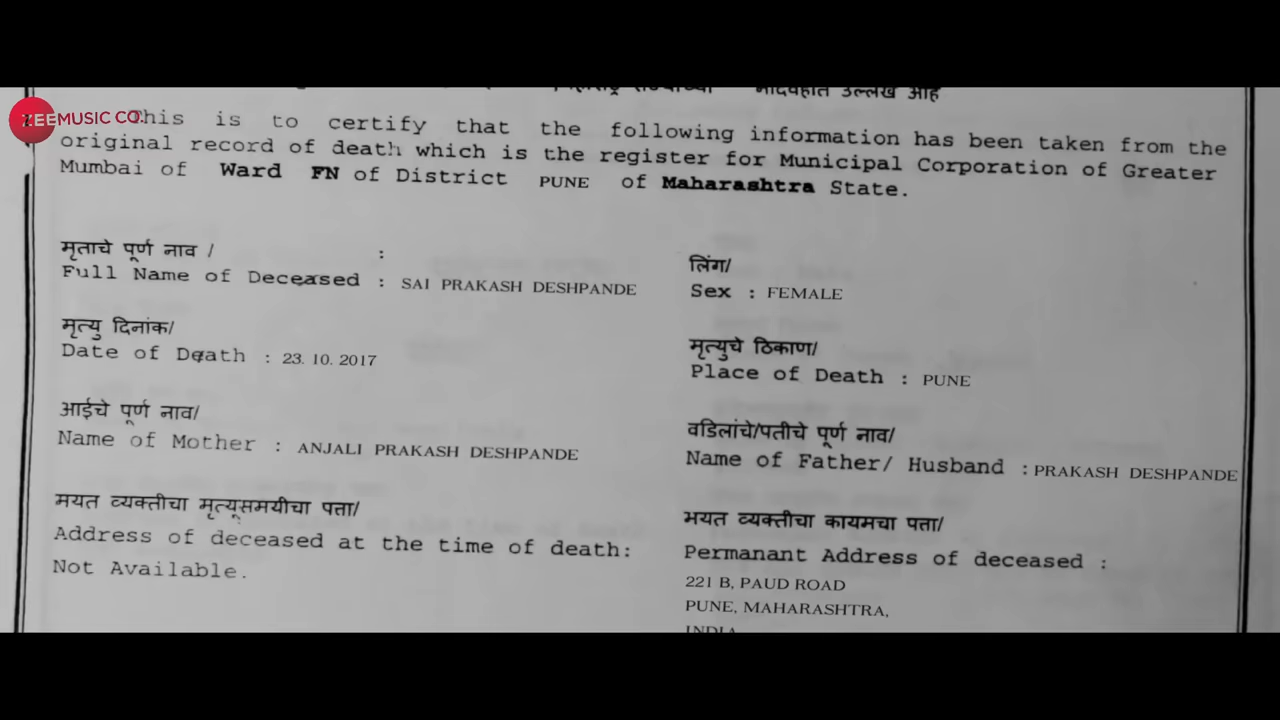 ZEE MUSIC CO.
उल्लेख आहे
This is to certify that the following information has been taken from the
original record of death which is the register for Municipal Corporation of Greater
Mumbai of Ward FN of District PUNE of Maharashtra State.
मृताचे पूर्ण नाव / :
Full Name of Deceased : SAI PRAKASH DESHPANDE
लिंग/
Sex : FEMALE
मृत्यु दिनांक/
Date of Death : 23. 10. 2017
मृत्युचे ठिकाण/
Place of Death : PUNE
आईचे पूर्ण नाव/
Name of Mother : ANJALI PRAKASH DESHPANDE
वडिलांचे/पतीचे पूर्ण नाव/
Name of Father/ Husband : PRAKASH DESHPANDE
मयत व्यक्तीचा मृत्यूसमयीचा पत्ता/
Address of deceased at the time of death:
Not Available.
मयत व्यक्तीचा कायमचा पत्ता/
Permanant Address of deceased :
221 B, PAUD ROAD
PUNE, MAHARASHTRA,
INDIA